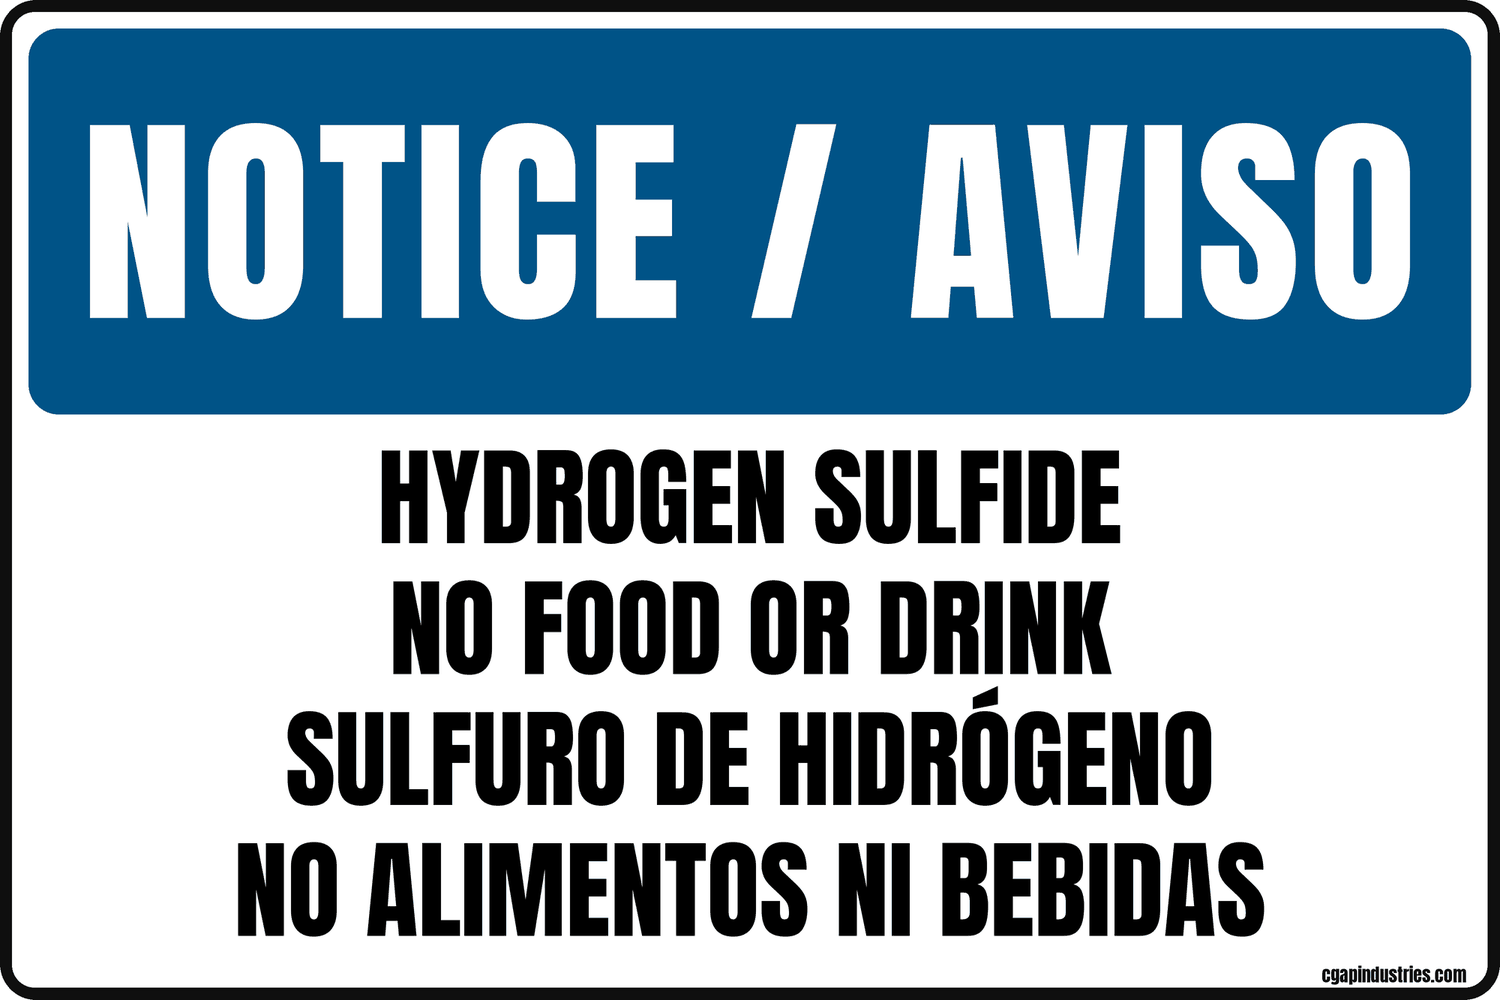 NOTICE / AVISO
HYDROGEN SULFIDE
NO FOOD OR DRINK
SULFURO DE HIDRÓGENO
NO ALIMENTOS NI BEBIDAS
cgapindustries.com